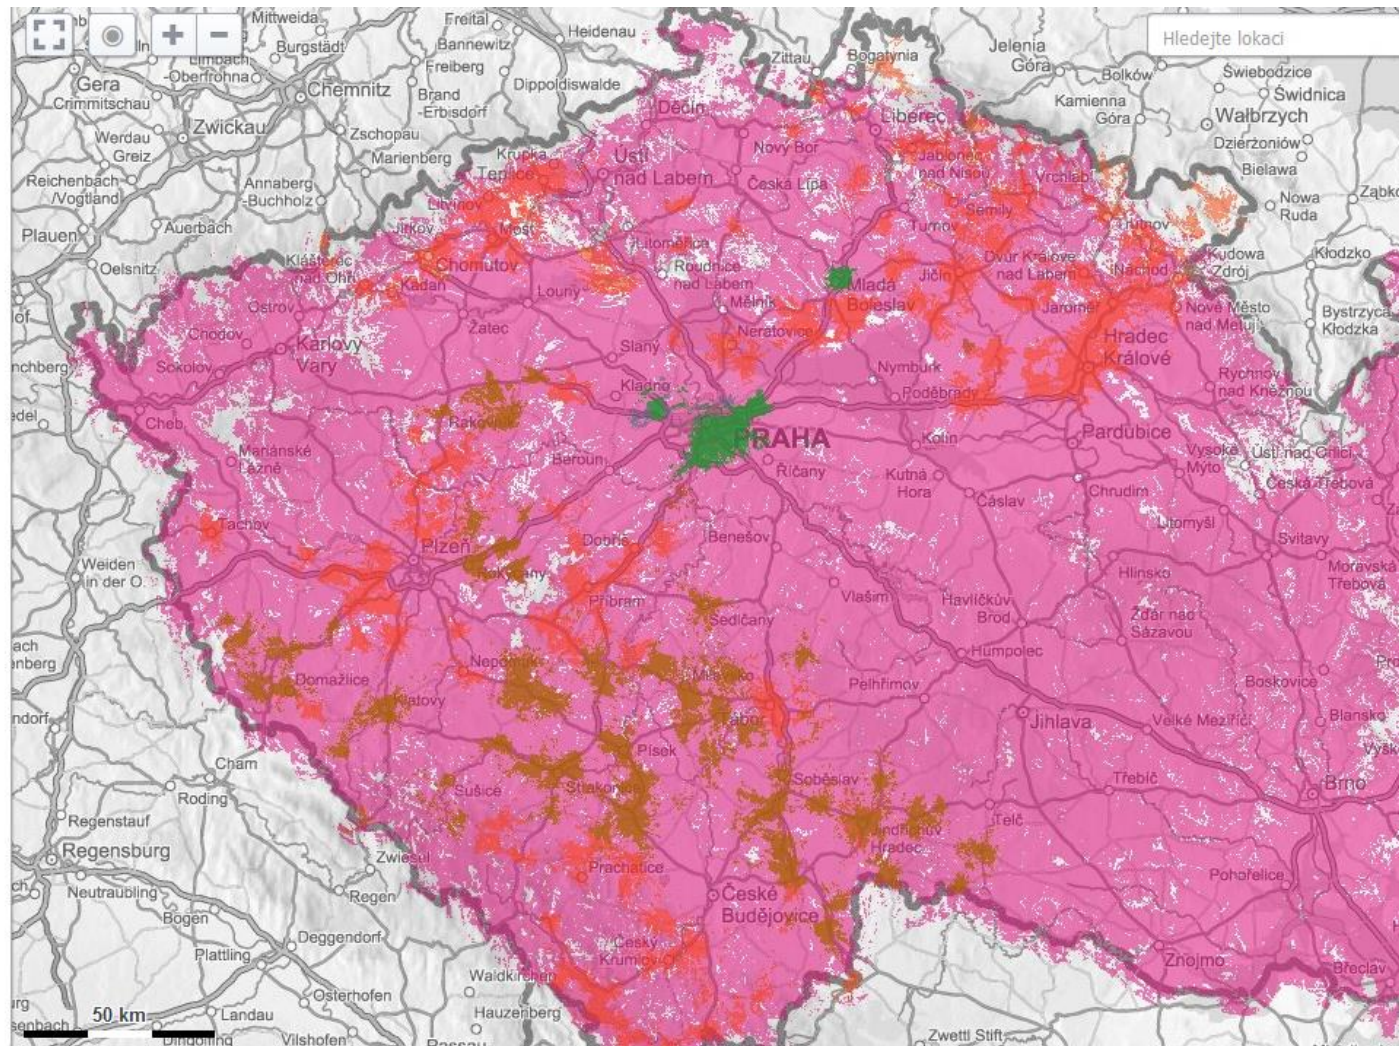 Mittweida
Freital
Heidenau
Hledejte lokaci
Burgstädt
Bannewitz
Zittau
Bogatynia
Jelenia
Góra
Limbach
-Oberfrohna
Freiberg
Dippoldiswalde
Bolków
Świebodzice
Gera
Chemnitz
Brand
-Erbisdorf
Świdnica
Crimmitschau
Děčín
Liberec
Kamienna
Góra
Wałbrzych
Werdau
Zwickau
Zschopau
Nový Bor
Jablonec
nad Nisou
Dzierżoniów
Greiz
Marienberg
Krupka
Teplice
Ústí
nad Labem
Česká Lípa
Vrchlabí
Bielawa
Reichenbach
/Vogtland
Annaberg
-Buchholz
Litvínov
Semily
Nowa
Ruda
Plauen
Auerbach
Jirkov
Most
Litoměřice
Turnov
Trutnov
Oelsnitz
Klášterec
nad Ohří
Chomutov
Roudnice
nad Labem
Jičín
Dvůr Králové
nad Labem
Náchod
Kudowa
Zdrój
Kłodzko
Kadaň
Louny
Mladá
Boleslav
Ostrov
Mělník
Jaroměř
Nové Město
nad Metují
Bystrzyca
Kłodzka
Chodov
Karlovy
Vary
Žatec
Neratovice
Hradec
Králové
Sokolov
Slaný
Nymburk
Rychnov
nad Kněžnou
Kladno
Poděbrady
Cheb
PRAHA
Kolín
Pardubice
Mariánské
Lázně
Beroun
Říčany
Kutná
Hora
Vysoké
Mýto
Ústí nad Orlicí
Čáslav
Chrudim
Česká Třebová
Tachov
Litomyšl
Plzeň
Dobříš
Benešov
Svitavy
Weiden
in der O.
Rokycany
Hlinsko
Moravská
Třebová
Příbram
Vlašim
Havlíčkův
Brod
Žďár nad
Sázavou
Sedlčany
Nepomuk
Humpolec
Domažlice
Milevsko
Pelhřimov
Boskovice
Klatovy
Tábor
Jihlava
Velké Meziříčí
Blansko
Cham
Písek
Roding
Sušice
Strakonice
Soběslav
Třebíč
Brno
Regenstauf
Telč
Regensburg
Jindřichův
Hradec
Zwiesel
Prachatice
Neutraubling
Regen
České
Budějovice
Pohořelice
Bogen
Deggendorf
Český
Krumlov
Plattling
Znojmo
Waldkirchen
Břeclav
Osterhofen
50 km
Landau
Hauzenberg
Dingolfing
Vilshofen
Passau
Zwettl Stift